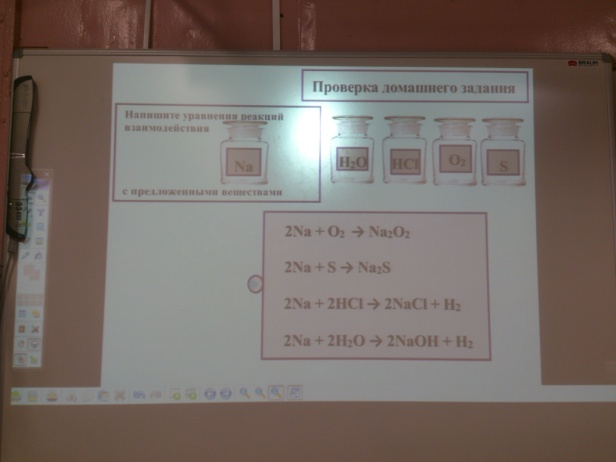 Проверка домашнего задания
Напишите уравнения реакций
взаимодействия
Na
с предложенными веществами
H₂O
HCl
O₂
S
2Na + O₂ → Na₂O₂
2Na + S → Na₂S
2Na + 2HCl → 2NaCl + H₂
2Na + 2H₂O → 2NaOH + H₂